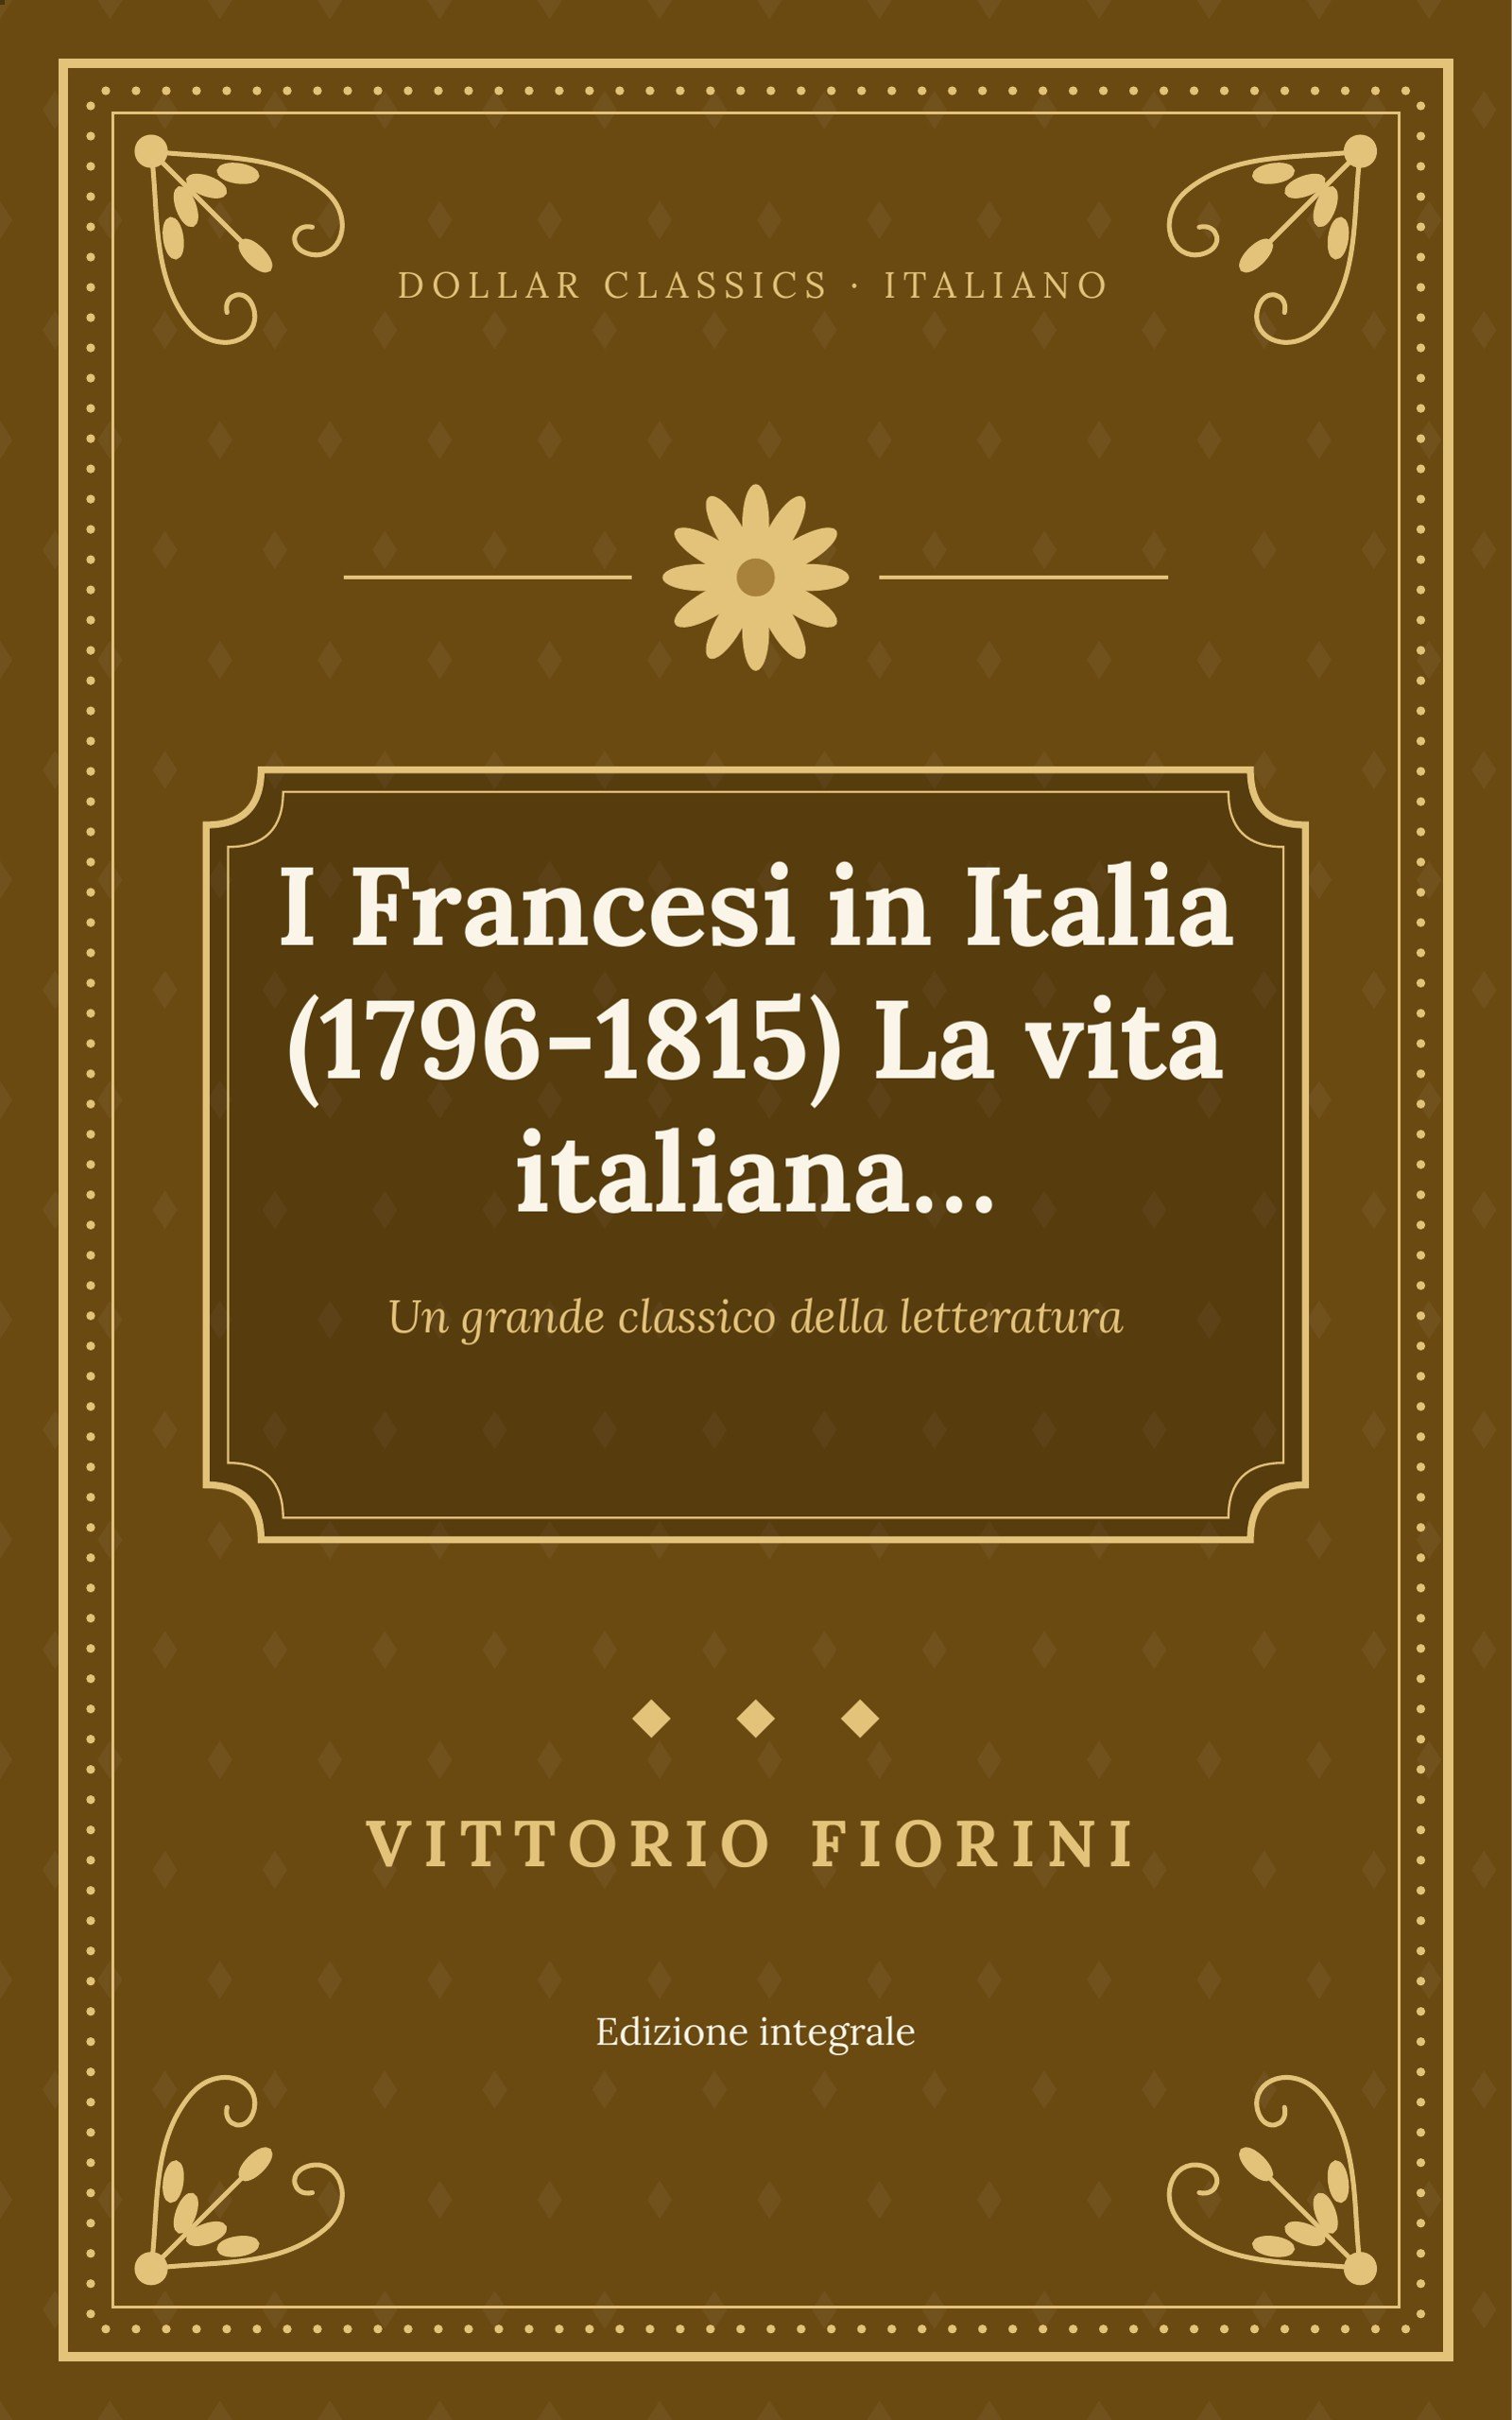 DOLLAR CLASSICS · ITALIANO
I Francesi in Italia
(1796-1815) La vita
italiana...
Un grande classico della letteratura
VITTORIO FIORINI
Edizione integrale